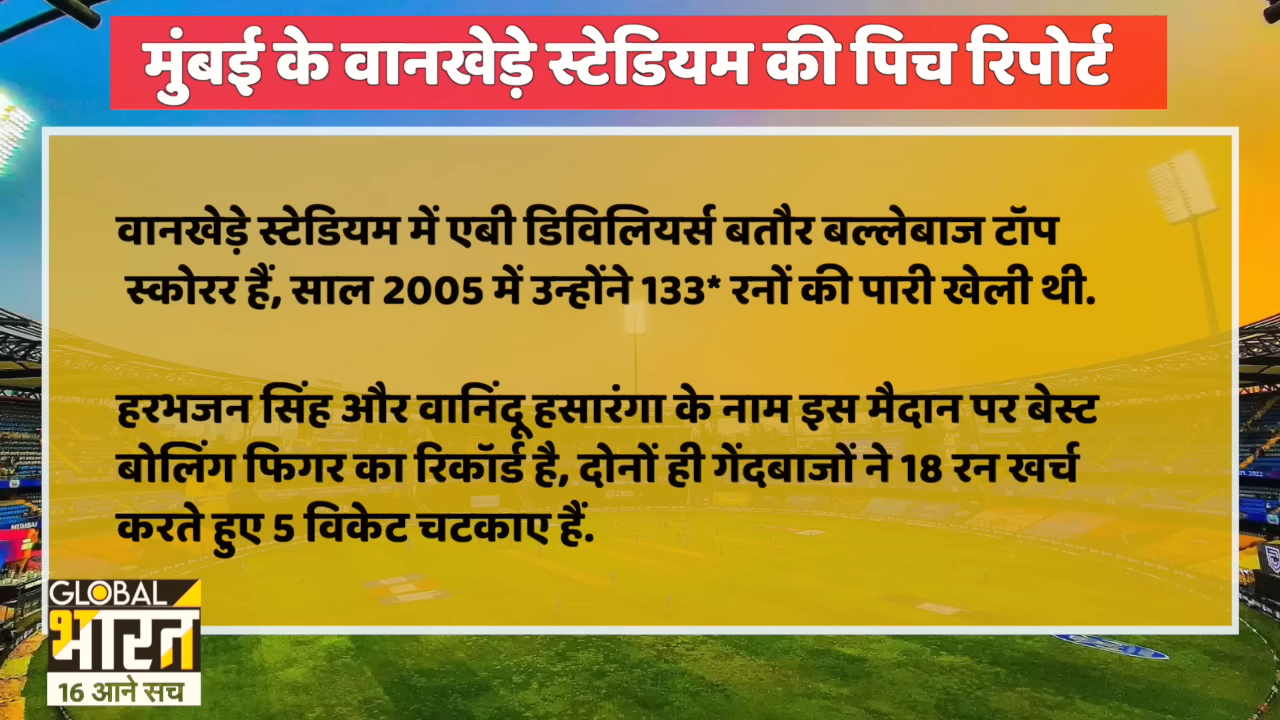 मुंबई के वानखेड़े स्टेडियम की पिच रिपोर्ट
वानखेड़े स्टेडियम में एबी डिविलियर्स बतौर बल्लेबाज टॉप
स्कोरर हैं, साल 2005 में उन्होंने 133* रनों की पारी खेली थी.
हरभजन सिंह और वानिंदू हसारंगा के नाम इस मैदान पर बेस्ट
बोलिंग फिगर का रिकॉर्ड है, दोनों ही गेंदबाजों ने 18 रन खर्च
करते हुए 5 विकेट चटकाए हैं.
MUMBAI
GLOBAL
भारत
16 आने सच